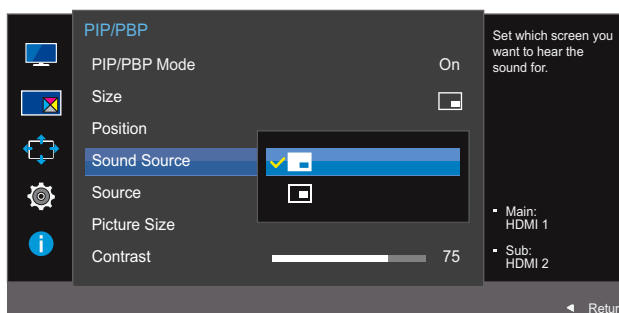 PIP/PBP
PIP/PBP Mode On
Size
Position
Sound Source
Source
Picture Size
Contrast 75
Set which screen you
want to hear the
sound for.
Main:
HDMI 1
Sub:
HDMI 2
Retur